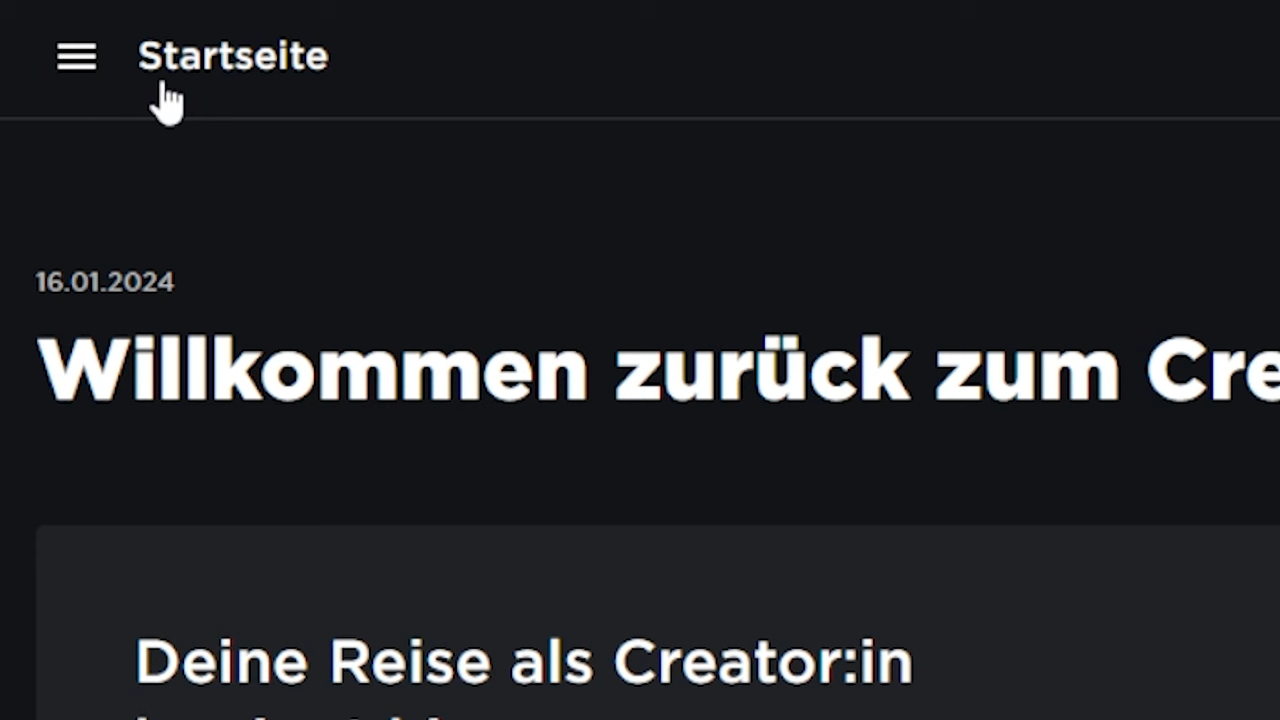 Startseite
16.01.2024
Willkommen zurück zum Cre
Deine Reise als Creator:in